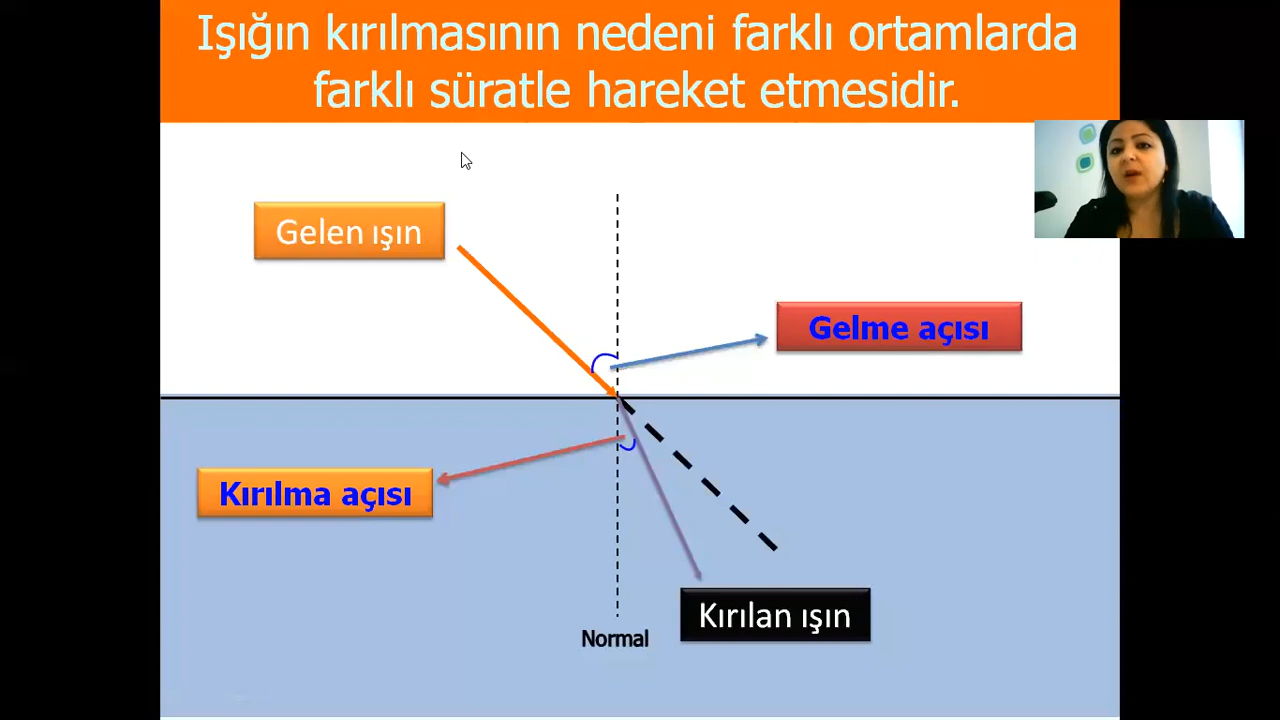 Işığın kırılmasının nedeni farklı ortamlarda
farklı süratle hareket etmesidir.
Gelen ışın
Gelme açısı
Kırılma açısı
Kırılan ışın
Normal